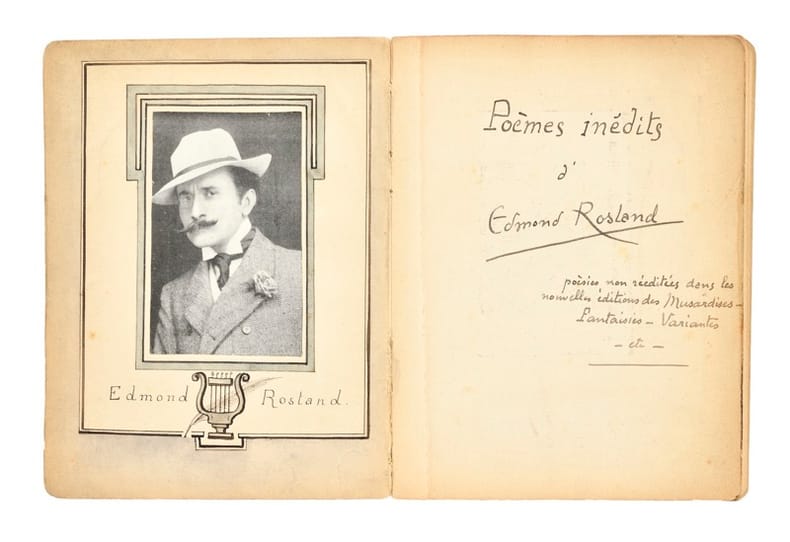 Edmond Rostand.
Poèmes inédits
d'
Edmond Rostand
poésies non rééditées dans les
nouvelles éditions des Musardises -
Fantaisies - Variantes
- etc -